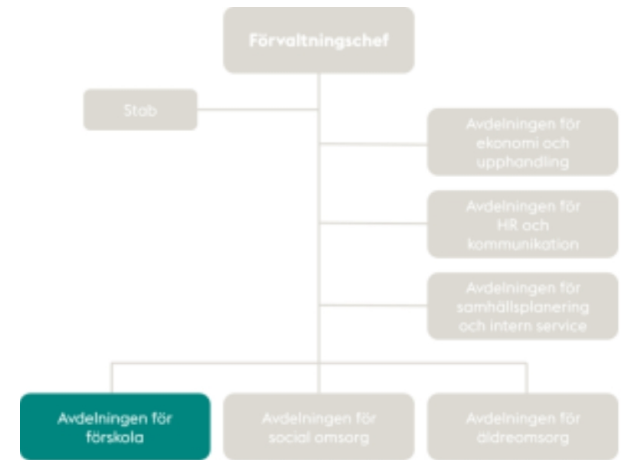 Förvaltningschef
Stab
Avdelningen för
ekonomi och
upphandling
Avdelningen för
HR och
kommunikation
Avdelningen för
samhällsplanering
och intern service
Avdelningen för
förskola
Avdelningen för
social omsorg
Avdelningen för
äldreomsorg